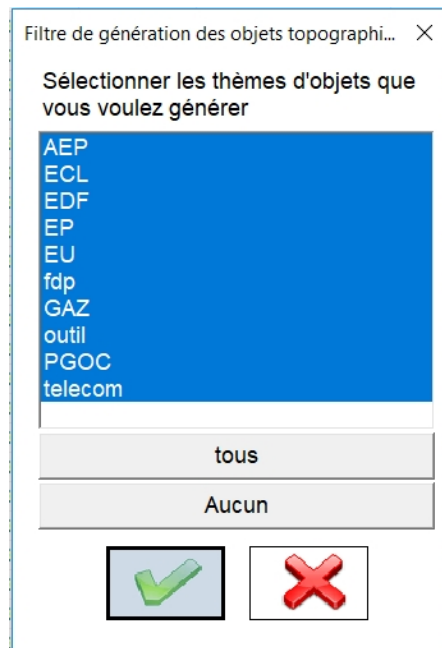 Filtre de génération des objets topographi...
Sélectionner les thèmes d'objets que
vous voulez générer
AEP
ECL
EDF
EP
EU
fdp
GAZ
outil
PGOC
telecom
tous
Aucun